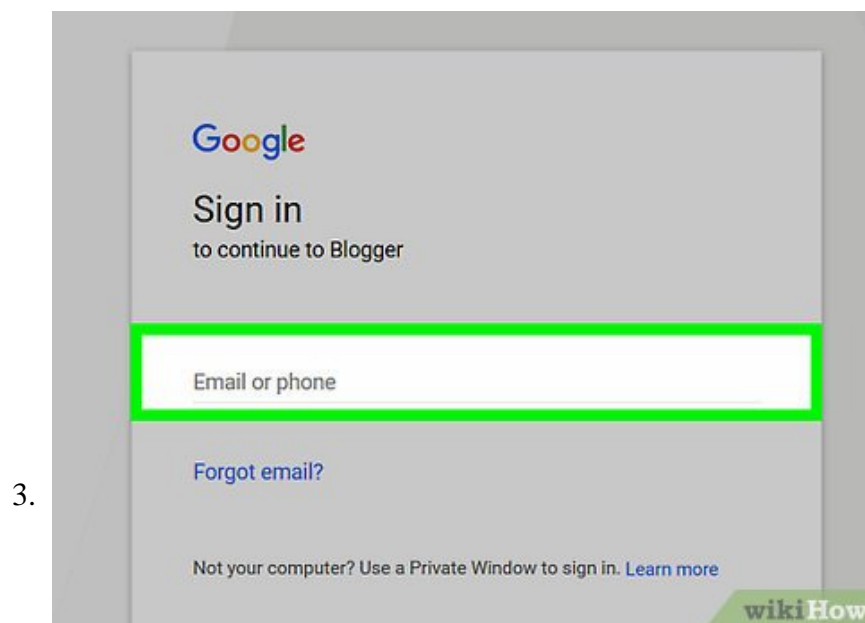 Google
Sign in
to continue to Blogger
Email or phone
Forgot email?
3.
Not your computer? Use a Private Window to sign in. Learn more
wikiHow